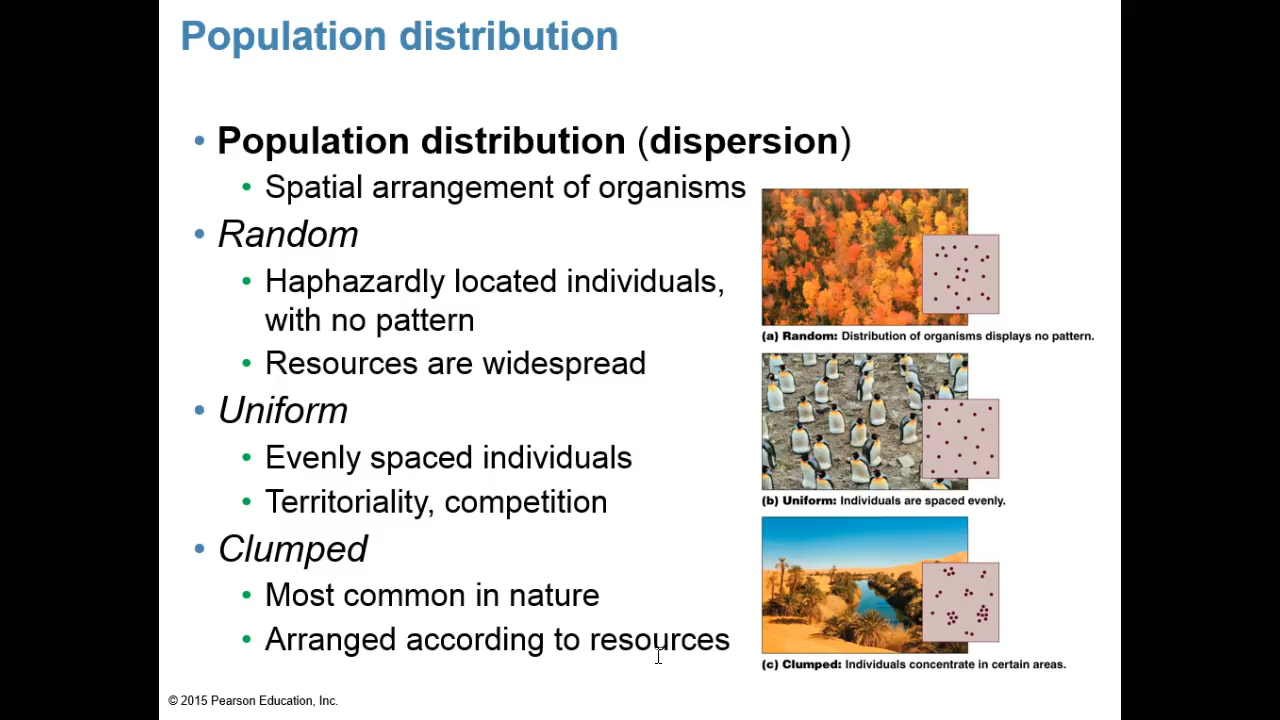 Population distribution
• Population distribution (dispersion)
• Spatial arrangement of organisms
• Random
• Haphazardly located individuals,
with no pattern
• Resources are widespread
• Uniform
• Evenly spaced individuals
• Territoriality, competition
• Clumped
• Most common in nature
• Arranged according to resources
(a) Random: Distribution of organisms displays no pattern.
(b) Uniform: Individuals are spaced evenly.
(c) Clumped: Individuals concentrate in certain areas.
© 2015 Pearson Education, Inc.